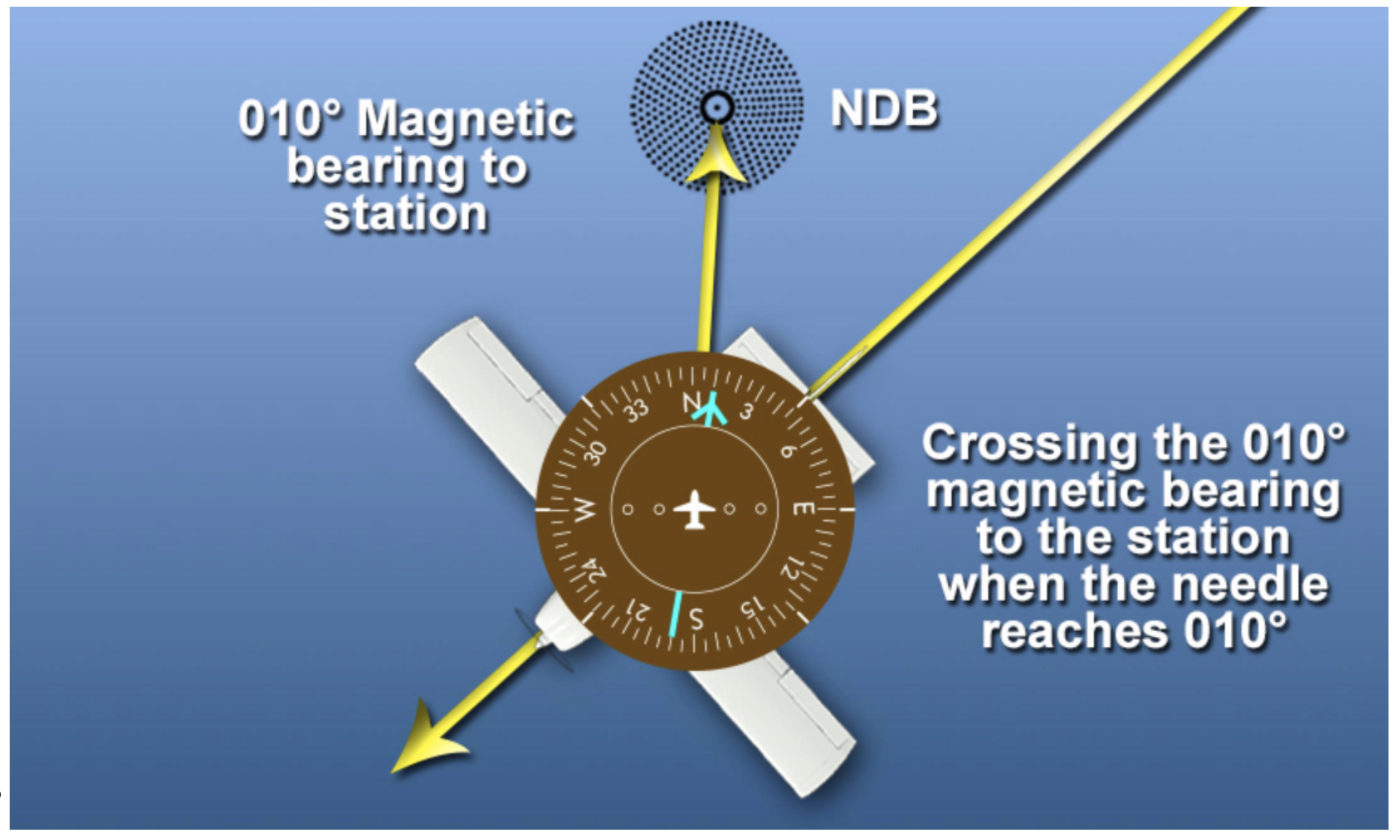 010° Magnetic
bearing to
station
NDB
Crossing the 010°
magnetic bearing
to the station
when the needle
reaches 010°
N
3
6
E
12
15
S
21
24
W
30
33